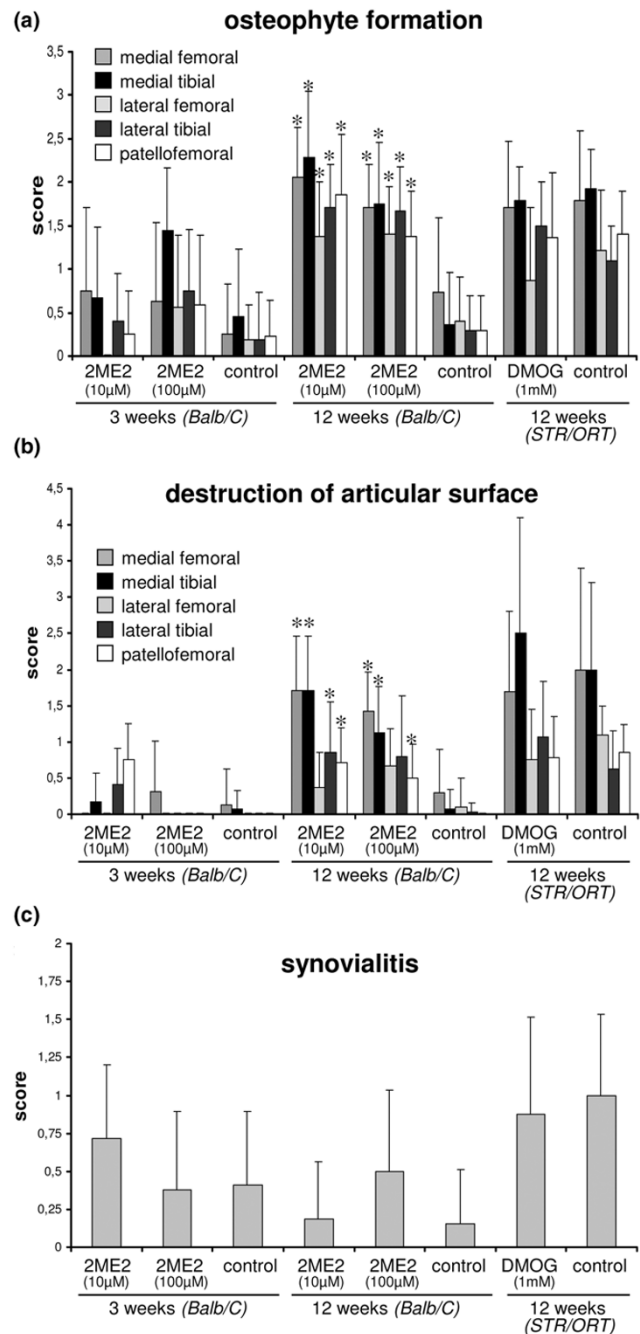 (a)
osteophyte formation
3,5
3
2,5
2
1,5
1
0,5
0
score
medial femoral
medial tibial
lateral femoral
lateral tibial
patellofemoral
* * * * * * * * * *
2ME2 2ME2 control 2ME2 2ME2 control DMOG control
(10µM) (100µM) (10µM) (100µM) (1mM)
3 weeks (Balb/C) 12 weeks (Balb/C) 12 weeks
(STR/ORT)
(b)
destruction of articular surface
4,5
4
3,5
3
2,5
2
1,5
1
0,5
0
score
medial femoral
medial tibial
lateral femoral
lateral tibial
patellofemoral
* * * * * * *
2ME2 2ME2 control 2ME2 2ME2 control DMOG control
(10µM) (100µM) (10µM) (100µM) (1mM)
3 weeks (Balb/C) 12 weeks (Balb/C) 12 weeks
(STR/ORT)
(c)
synovialitis
2
1,75
1,5
1,25
1
0,75
0,5
0,25
0
score
2ME2 2ME2 control 2ME2 2ME2 control DMOG control
(10µM) (100µM) (10µM) (100µM) (1mM)
3 weeks (Balb/C) 12 weeks (Balb/C) 12 weeks
(STR/ORT)